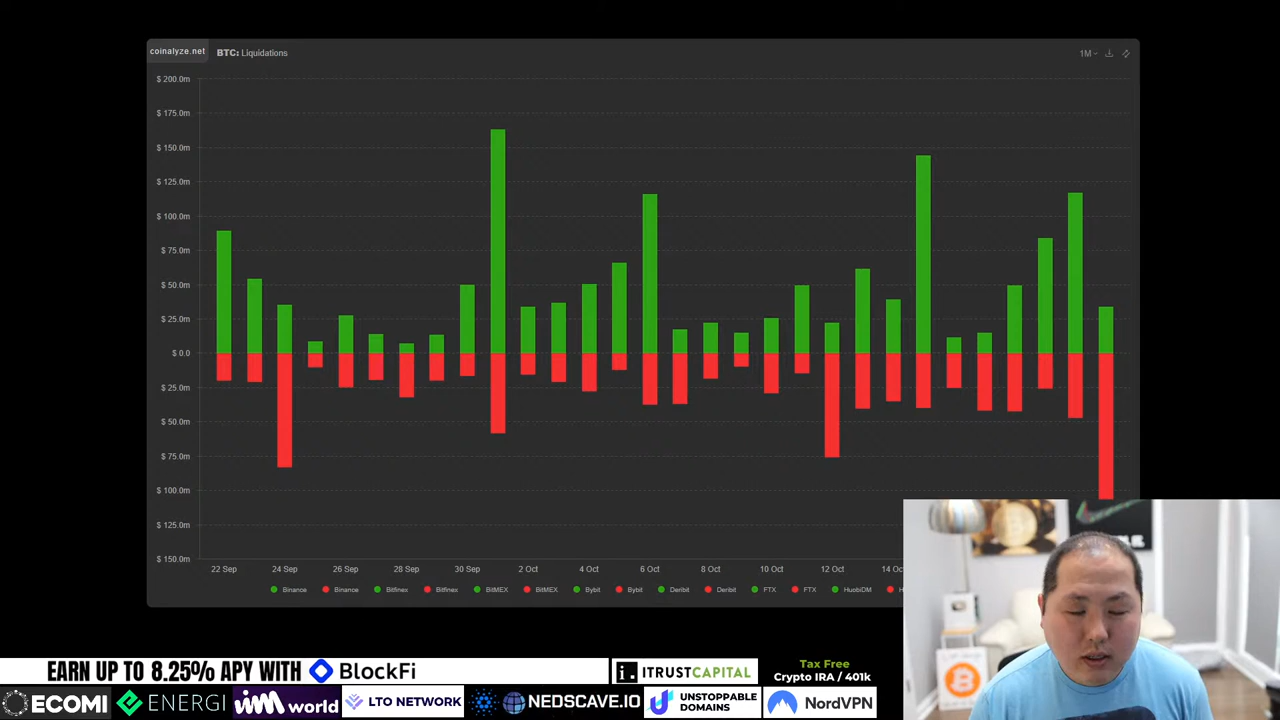 coinalyze.net
BTC: Liquidations
1M
$ 200.0m
$ 175.0m
$ 150.0m
$ 125.0m
$ 100.0m
$ 75.0m
$ 50.0m
$ 25.0m
$ 0.0
$ 25.0m
$ 50.0m
$ 75.0m
$ 100.0m
$ 125.0m
$ 150.0m
22 Sep 24 Sep 26 Sep 28 Sep 30 Sep 2 Oct 4 Oct 6 Oct 8 Oct 10 Oct 12 Oct 14 Oct
Binance Binance Bitfinex Bitfinex BitMEX BitMEX Bybit Bybit Deribit Deribit FTX FTX HuobiDM
EARN UP TO 8.25% APY WITH BlockFi
ITRUSTCAPITAL
Tax Free
Crypto IRA / 401k
ECOMI
ENERGI
world
LTO NETWORK
NEDSCAVE.IO
UNSTOPPABLE
DOMAINS
NordVPN